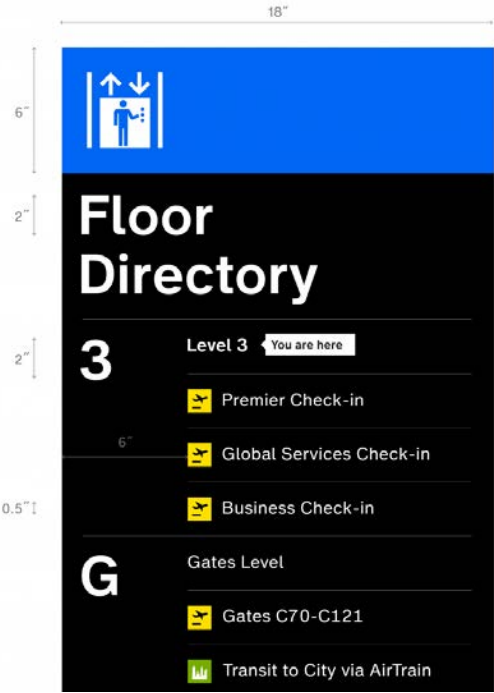 18"
6"
2"
Floor
Directory
2"
3
Level 3
You are here
Premier Check-in
6"
Global Services Check-in
0.5"
Business Check-in
G
Gates Level
Gates C70-C121
Transit to City via AirTrain